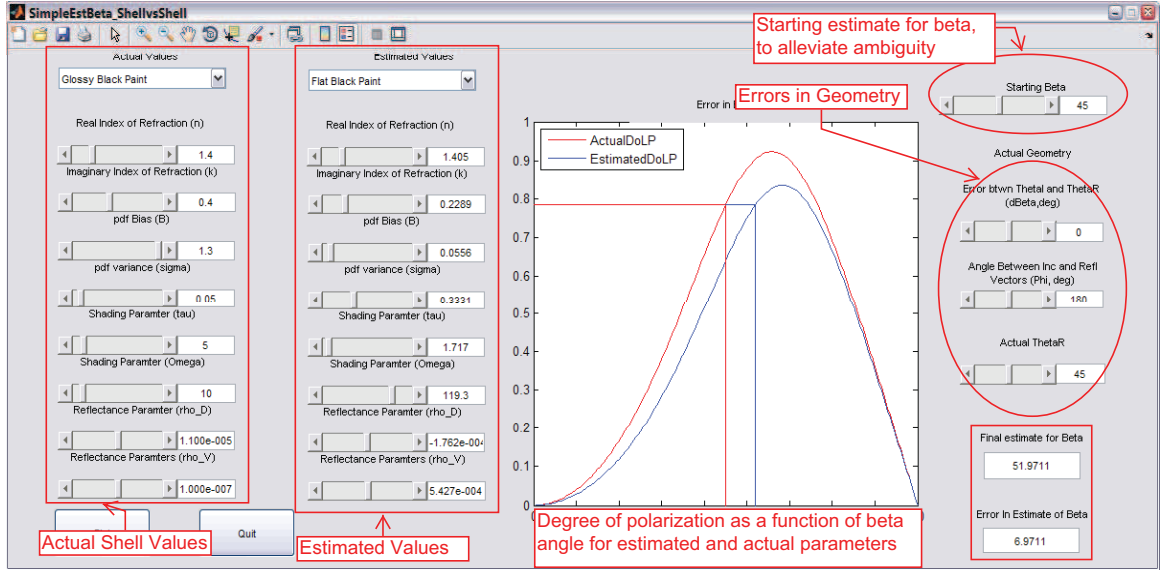 SimpleEstBeta_ShellvsShell
Starting estimate for beta,
to alleviate ambiguity
Actual Values
Glossy Black Paint
Real Index of Refraction (n)
1.4
Imaginary Index of Refraction (k)
0.4
pdf Bias (B)
1.3
pdf variance (sigma)
0.05
Shading Paramter (tau)
5
Shading Paramter (Omega)
10
Reflectance Paramter (rho_D)
1.100e-005
Reflectance Paramters (rho_V)
1.000e-007
Actual Shell Values
Quit
Estimated Values
Flat Black Paint
Real Index of Refraction (n)
1.405
Imaginary Index of Refraction (k)
0.2289
pdf Bias (B)
0.0556
pdf variance (sigma)
0.3331
Shading Paramter (tau)
1.717
Shading Paramter (Omega)
119.3
Reflectance Paramter (rho_D)
-1.762e-004
Reflectance Paramters (rho_V)
5.427e-004
Estimated Values
Errors in Geometry
Error in
ActualDoLP
EstimatedDoLP
1
0.9
0.8
0.7
0.6
0.5
0.4
0.3
0.2
0.1
0
Degree of polarization as a function of beta
angle for estimated and actual parameters
Starting Beta
45
Actual Geometry
Error btwn ThetaI and ThetaR
(dBeta,deg)
0
Angle Between Inc and Refl
Vectors (Phi, deg)
180
Actual ThetaR
45
Final estimate for Beta
51.9711
Error In Estimate of Beta
6.9711